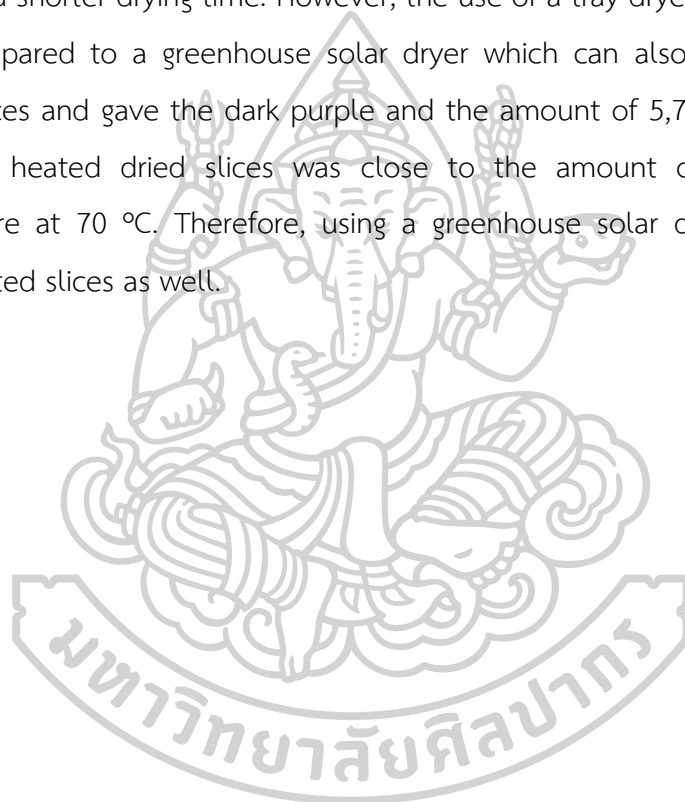 d shorter drying time. However, the use of a tray drye
pared to a greenhouse solar dryer which can also
tes and gave the dark purple and the amount of 5,7
heated dried slices was close to the amount
re at 70 ºC. Therefore, using a greenhouse solar
ted slices as well.
มหาวิทยาลัยศิลปากร